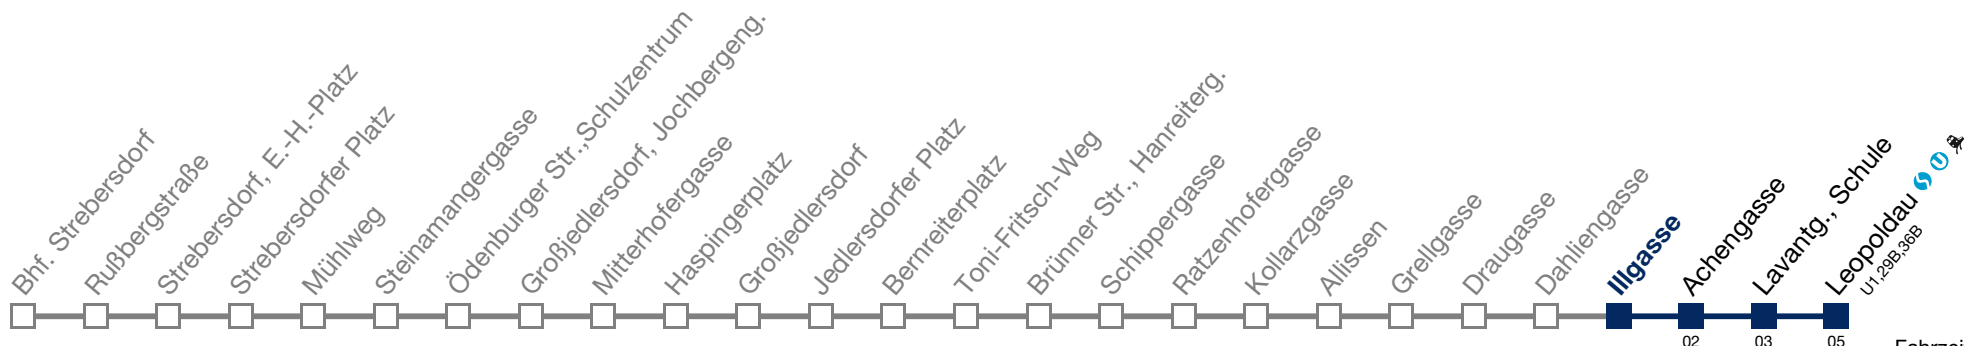 Bhf. Strebersdorf
Rußbergstraße
Strebersdorf, E.-H.-Platz
Strebersdorfer Platz
Mühlweg
Steinamangergasse
Ödenburger Str.,Schulzentrum
Großjedlersdorf, Jochbergeng.
Mitterhofergasse
Haspingerplatz
Großjedlersdorf
Jedlersdorfer Platz
Bernreiterplatz
Toni-Fritsch-Weg
Brünner Str., Hanreiterg.
Schippergasse
Ratzenhofergasse
Kollarzgasse
Allissen
Grellgasse
Draugasse
Dahliengasse
Illgasse
Achengasse
Lavantg., Schule
Leopoldau S U
U1,29B,36B
02 03 05